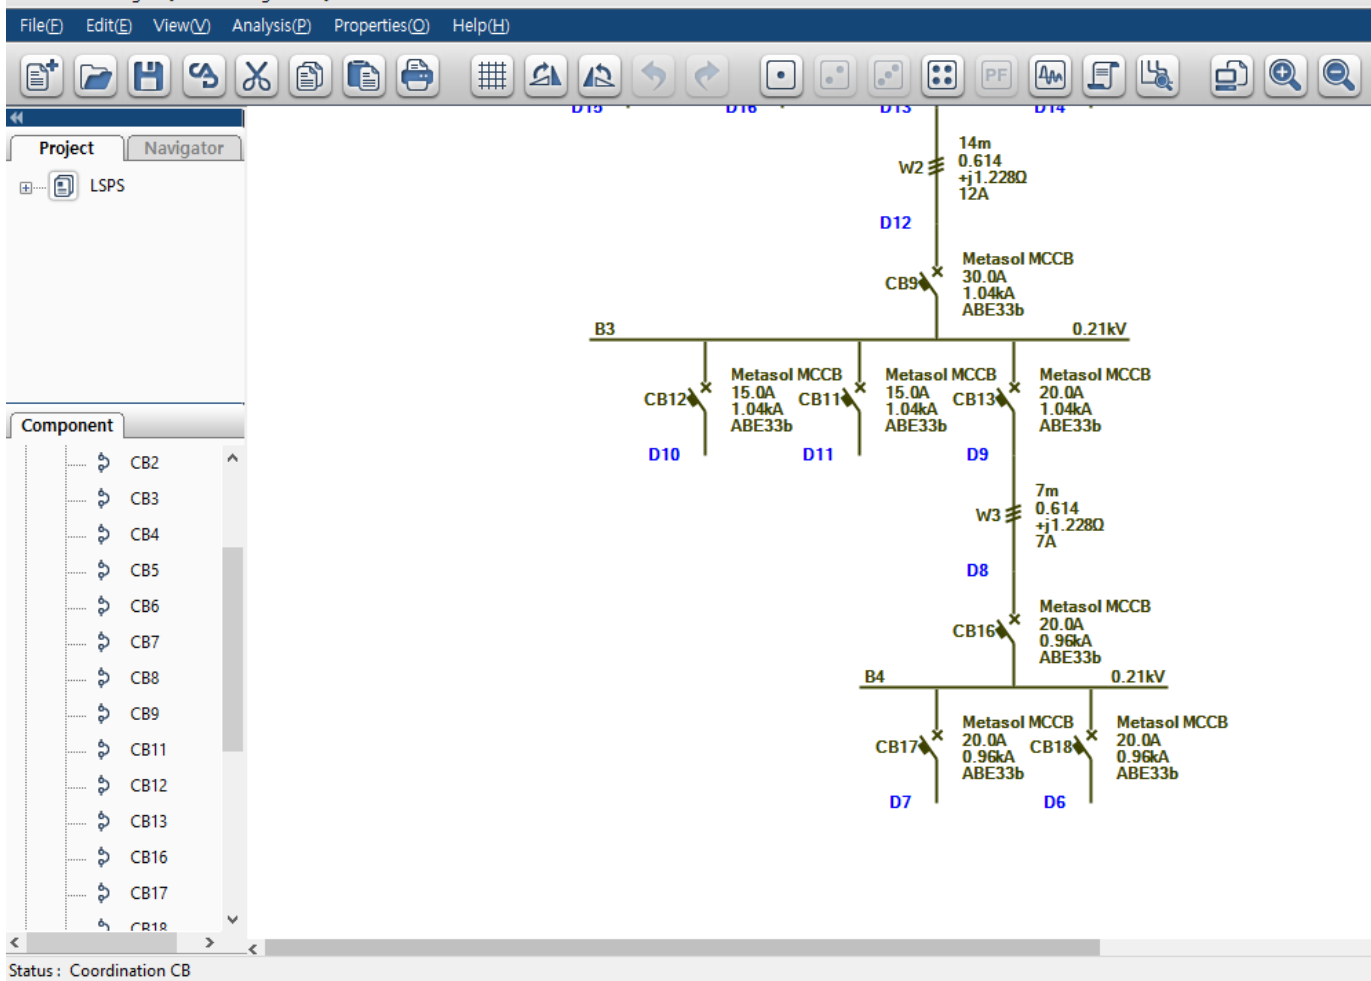 File(F) Edit(E) View(V) Analysis(P) Properties(O) Help(H)
PF
Project Navigator
LSPS
Component
CB2
CB3
CB4
CB5
CB6
CB7
CB8
CB9
CB11
CB12
CB13
CB16
CB17
CB18
D15 D16 D13 D14
W2
14m
0.614
+j1.228Ω
12A
D12
CB9
Metasol MCCB
30.0A
1.04kA
ABE33b
B3 0.21kV
CB12
Metasol MCCB
15.0A
1.04kA
ABE33b
D10
CB11
Metasol MCCB
15.0A
1.04kA
ABE33b
D11
CB13
Metasol MCCB
20.0A
1.04kA
ABE33b
D9
W3
7m
0.614
+j1.228Ω
7A
D8
CB16
Metasol MCCB
20.0A
0.96kA
ABE33b
B4 0.21kV
CB17
Metasol MCCB
20.0A
0.96kA
ABE33b
D7
CB18
Metasol MCCB
20.0A
0.96kA
ABE33b
D6
Status : Coordination CB